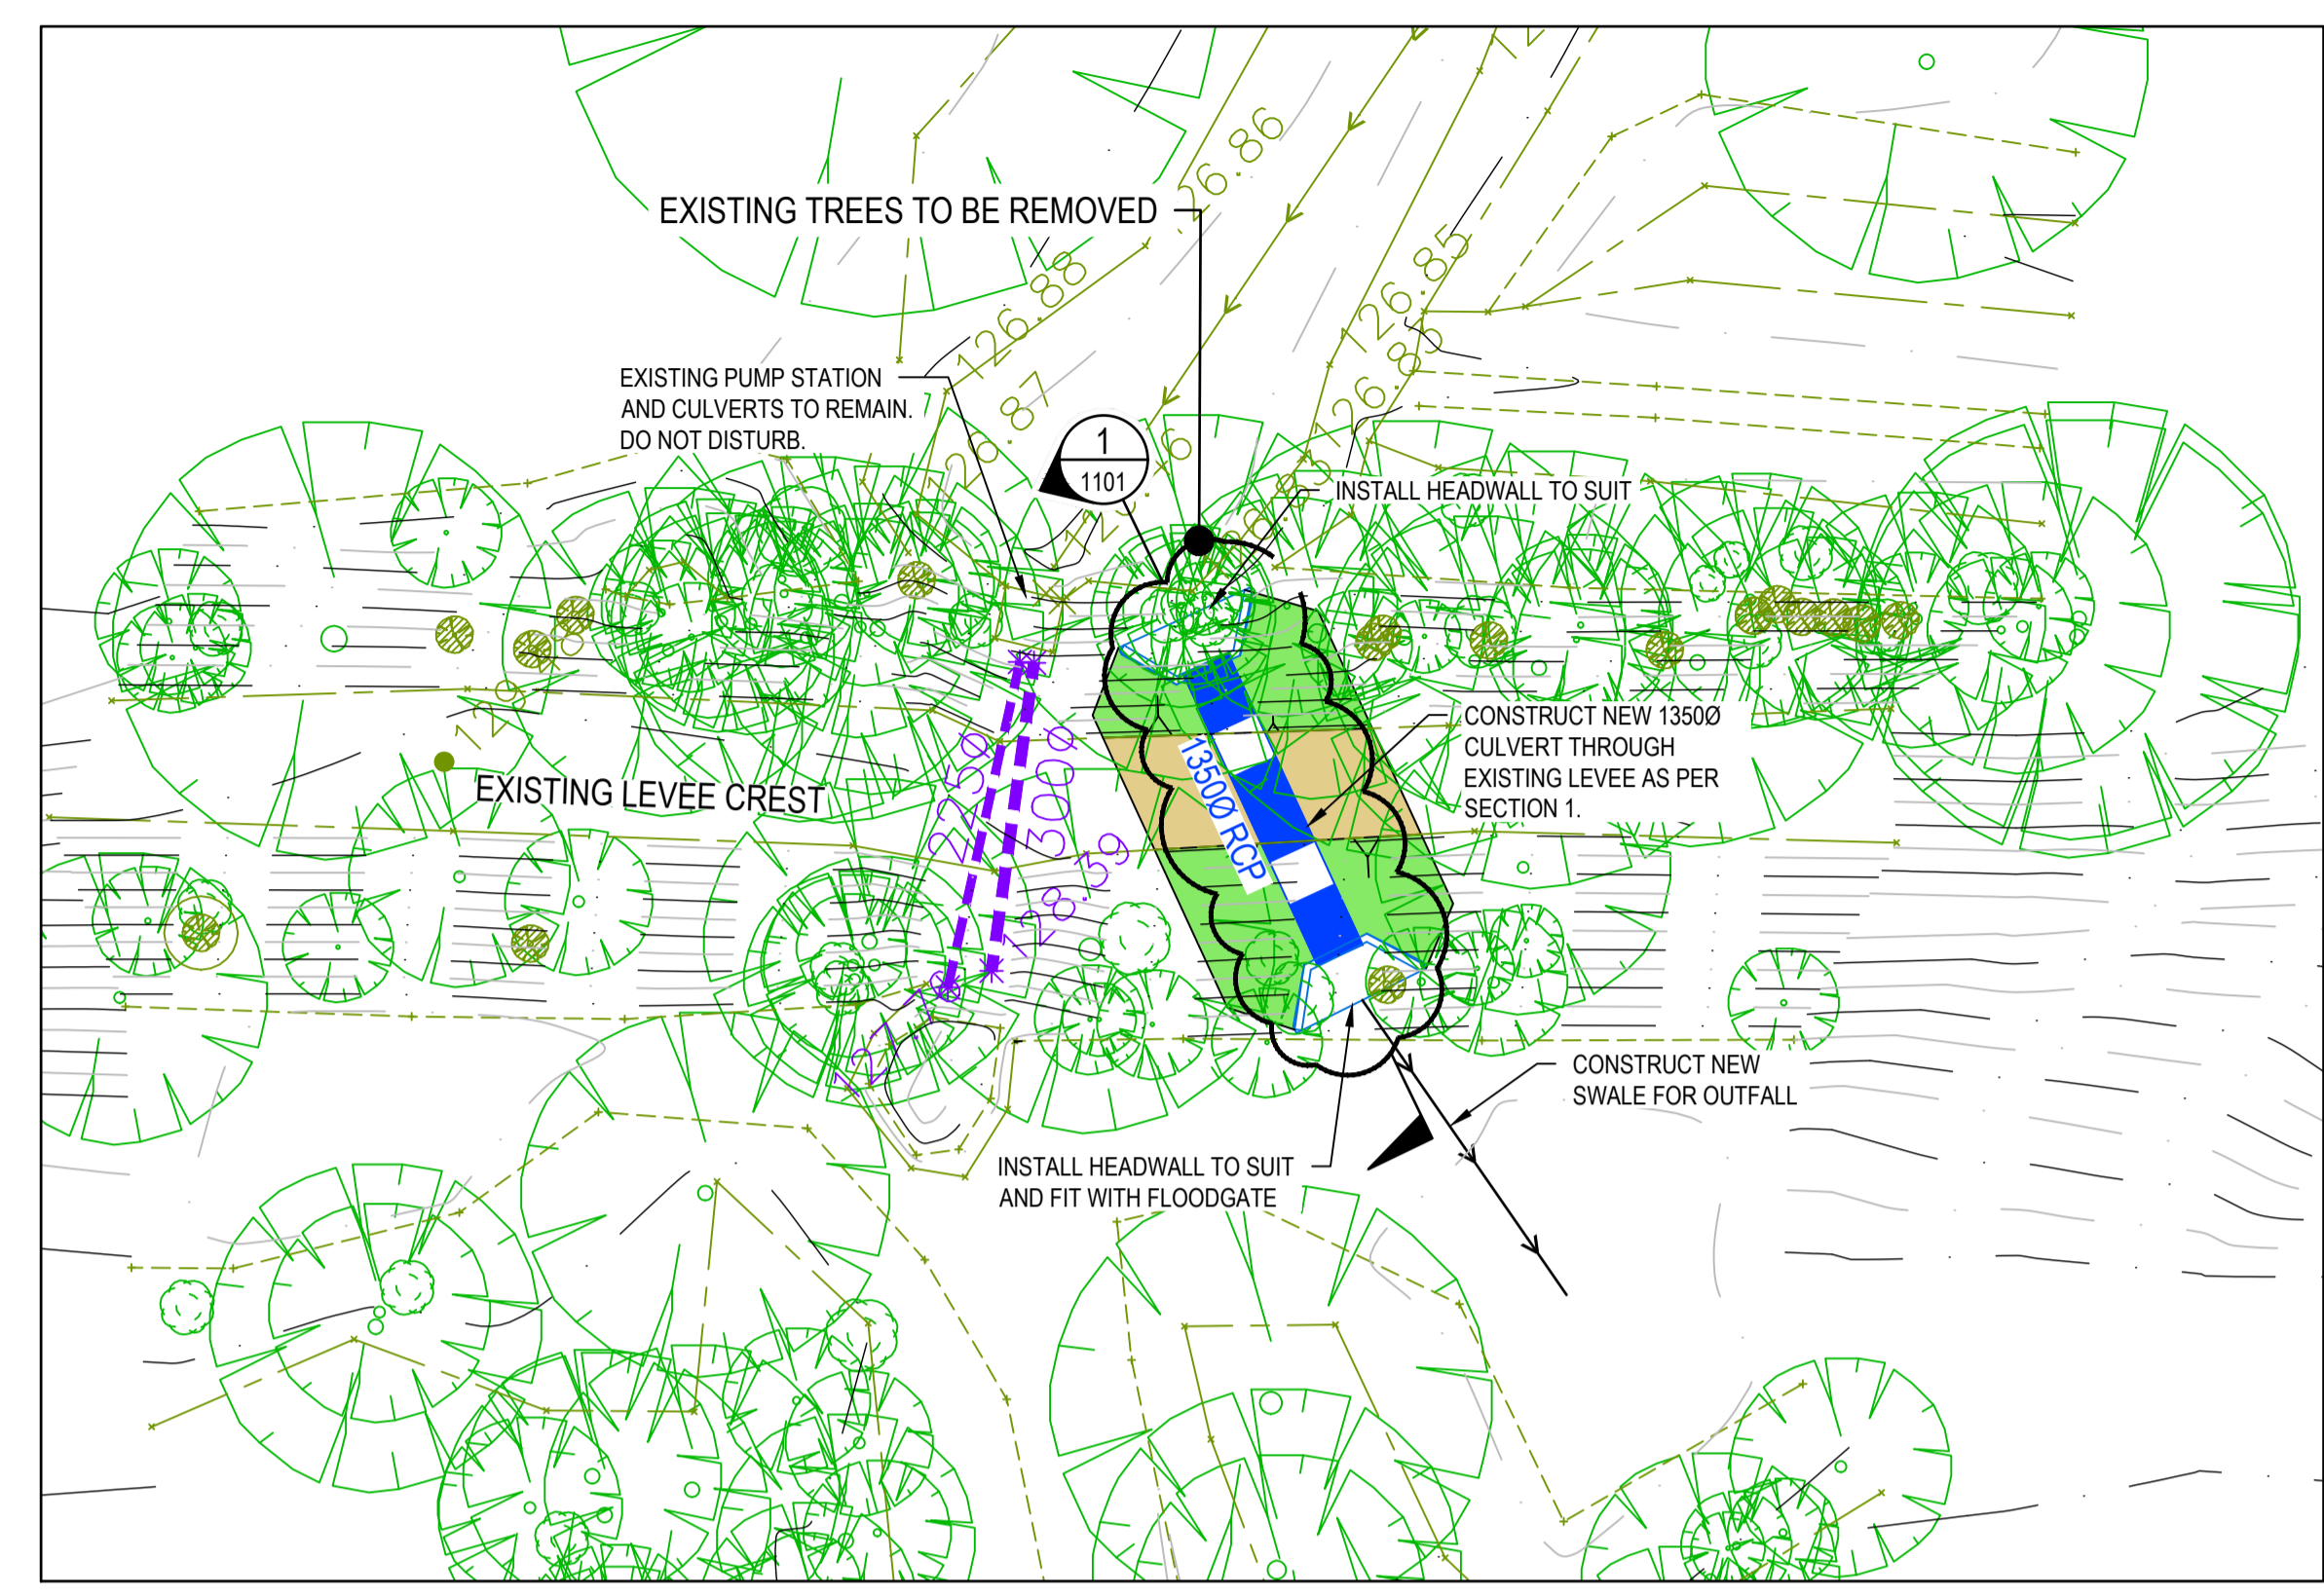 126.86
EXISTING TREES TO BE REMOVED
126.88
126.85
EXISTING PUMP STATION
AND CULVERTS TO REMAIN.
DO NOT DISTURB.
1
1101
INSTALL HEADWALL TO SUIT
CONSTRUCT NEW 1350Ø
CULVERT THROUGH
EXISTING LEVEE AS PER
SECTION 1.
1350Ø RCP
225Ø
300Ø
EXISTING LEVEE CREST
128.59
CONSTRUCT NEW
SWALE FOR OUTFALL
INSTALL HEADWALL TO SUIT
AND FIT WITH FLOODGATE